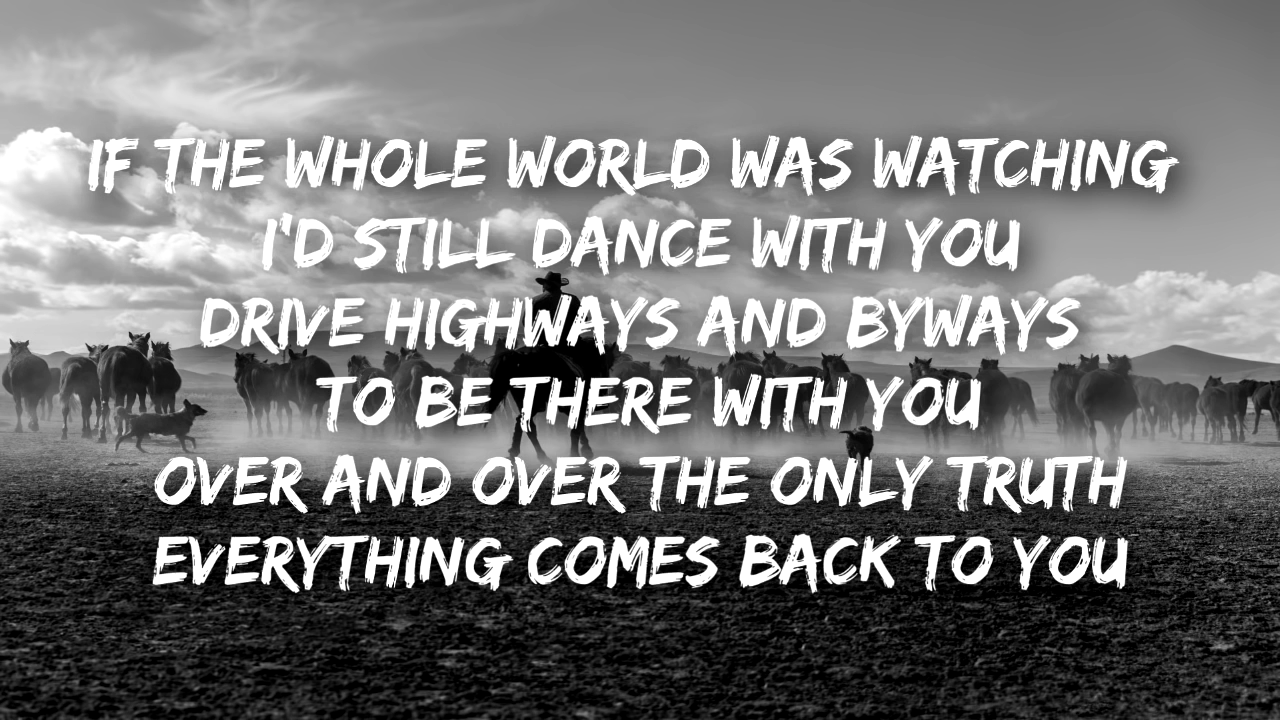 IF THE WHOLE WORLD WAS WATCHING
I'D STILL DANCE WITH YOU
DRIVE HIGHWAYS AND BYWAYS
TO BE THERE WITH YOU
OVER AND OVER THE ONLY TRUTH
EVERYTHING COMES BACK TO YOU